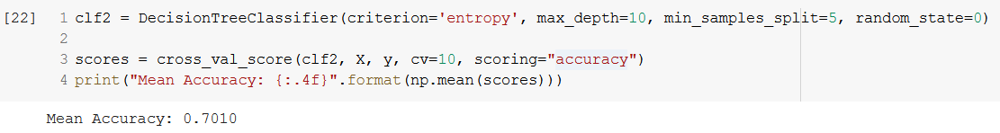 [22] 1 clf2 = DecisionTreeClassifier(criterion='entropy', max_depth=10, min_samples_split=5, random_state=0)
2
3 scores = cross_val_score(clf2, X, y, cv=10, scoring="accuracy")
4 print("Mean Accuracy: {:.4f}".format(np.mean(scores)))
Mean Accuracy: 0.7010